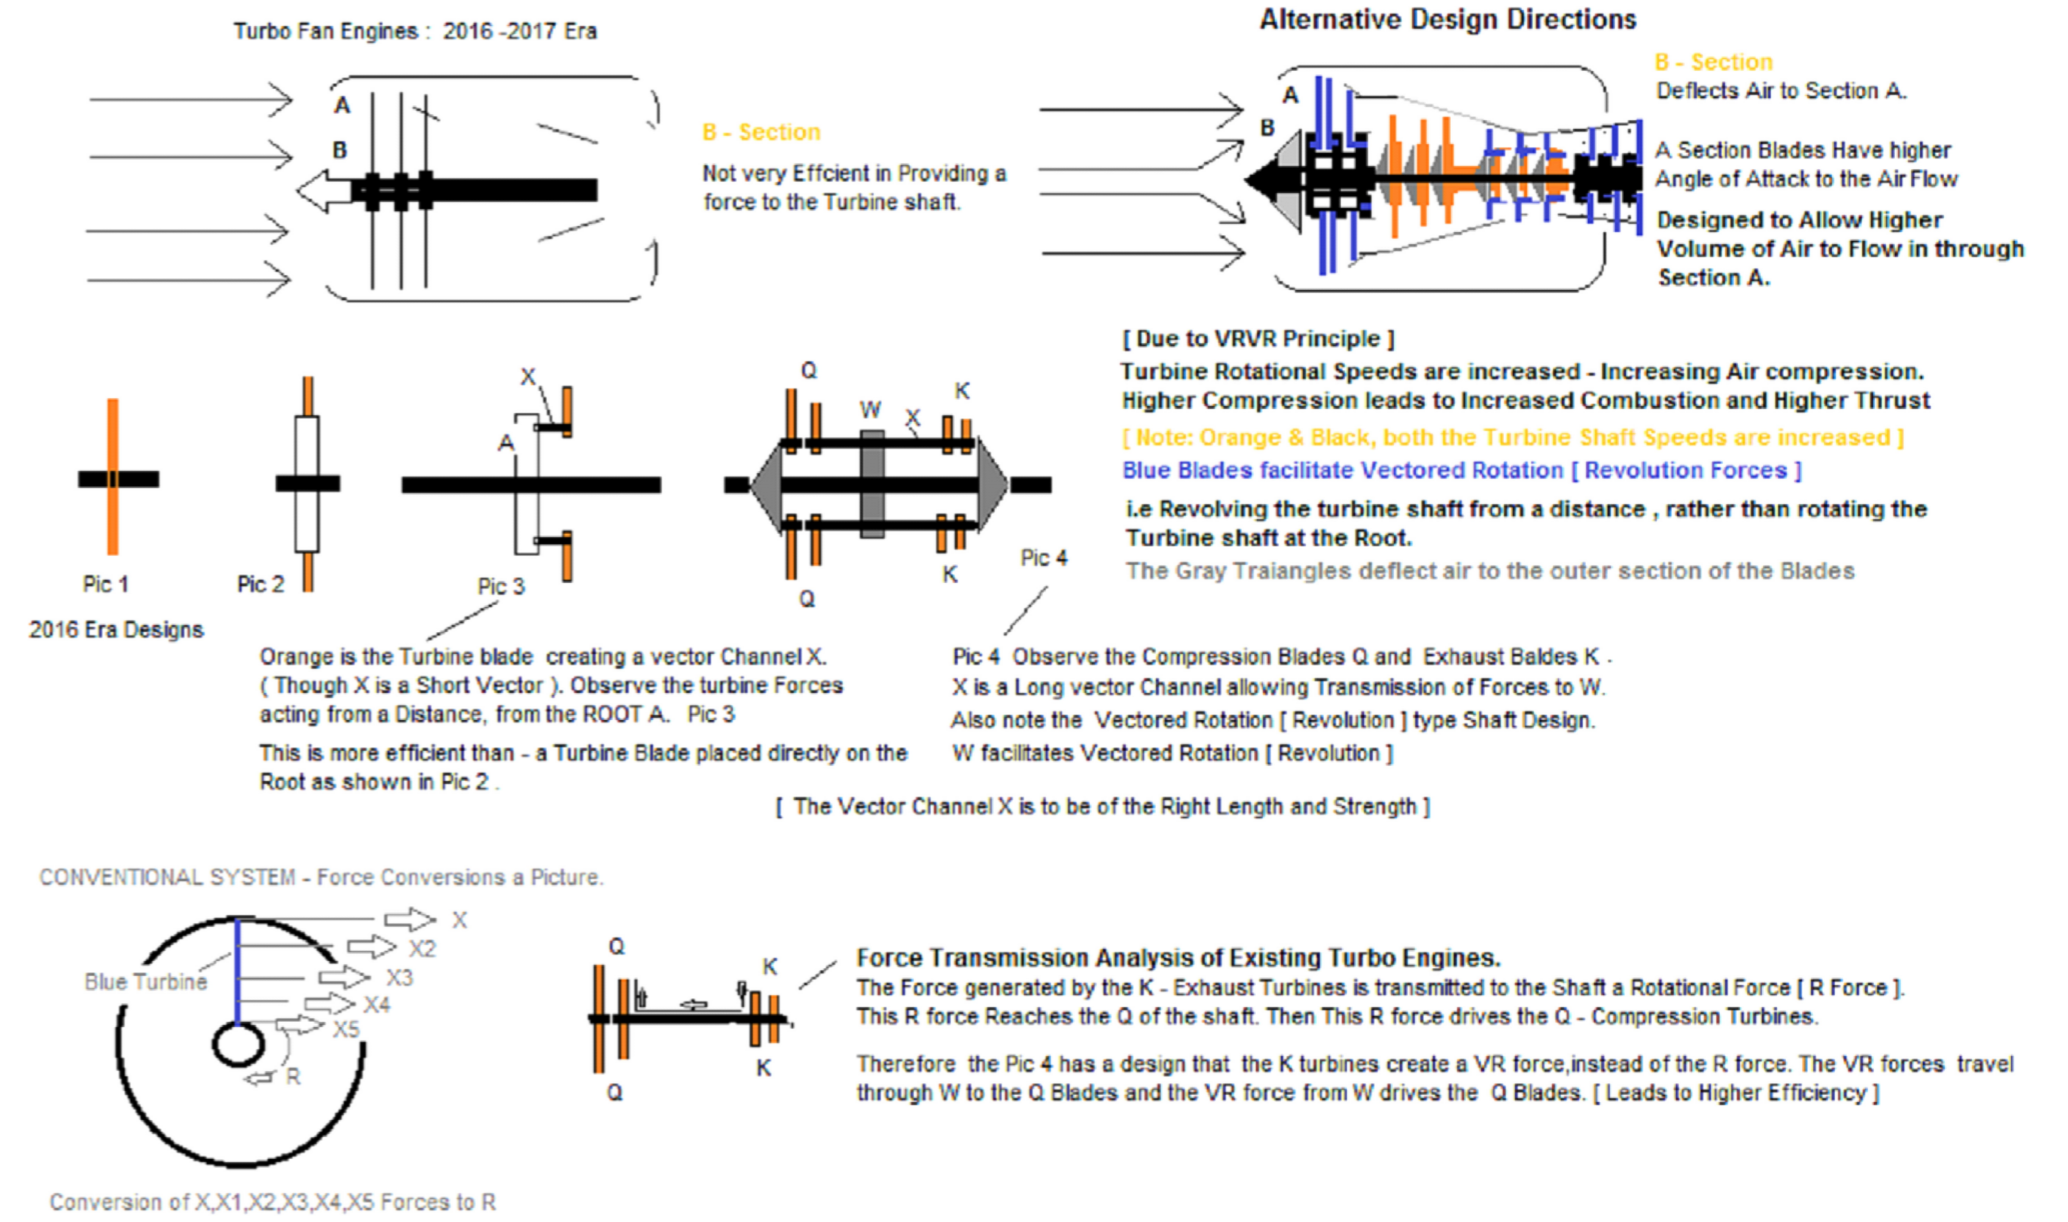 Turbo Fan Engines : 2016 -2017 Era
A
B
B - Section
Not very Effcient in Providing a
force to the Turbine shaft.
Alternative Design Directions
A
B
B - Section
Deflects Air to Section A.
A Section Blades Have higher
Angle of Attack to the Air Flow
Designed to Allow Higher
Volume of Air to Flow in through
Section A.
[ Due to VRVR Principle ]
Turbine Rotational Speeds are increased - Increasing Air compression.
Higher Compression leads to Increased Combustion and Higher Thrust
[ Note: Orange & Black, both the Turbine Shaft Speeds are increased ]
Blue Blades facilitate Vectored Rotation [ Revolution Forces ]
i.e Revolving the turbine shaft from a distance , rather than rotating the
Turbine shaft at the Root.
The Gray Traiangles deflect air to the outer section of the Blades
Pic 1
2016 Era Designs
Pic 2
X
A
Pic 3
Q
W
X
K
K
Q
Pic 4
Orange is the Turbine blade creating a vector Channel X.
( Though X is a Short Vector ). Observe the turbine Forces
acting from a Distance, from the ROOT A. Pic 3
This is more efficient than - a Turbine Blade placed directly on the
Root as shown in Pic 2 .
Pic 4 Observe the Compression Blades Q and Exhaust Baldes K .
X is a Long vector Channel allowing Transmission of Forces to W.
Also note the Vectored Rotation [ Revolution ] type Shaft Design.
W facilitates Vectored Rotation [ Revolution ]
[ The Vector Channel X is to be of the Right Length and Strength ]
CONVENTIONAL SYSTEM - Force Conversions a Picture.
X
X2
X3
X4
X5
Blue Turbine
R
Conversion of X,X1,X2,X3,X4,X5 Forces to R
Q
K
K
Q
Force Transmission Analysis of Existing Turbo Engines.
The Force generated by the K - Exhaust Turbines is transmitted to the Shaft a Rotational Force [ R Force ].
This R force Reaches the Q of the shaft. Then This R force drives the Q - Compression Turbines.
Therefore the Pic 4 has a design that the K turbines create a VR force,instead of the R force. The VR forces travel
through W to the Q Blades and the VR force from W drives the Q Blades. [ Leads to Higher Efficiency ]